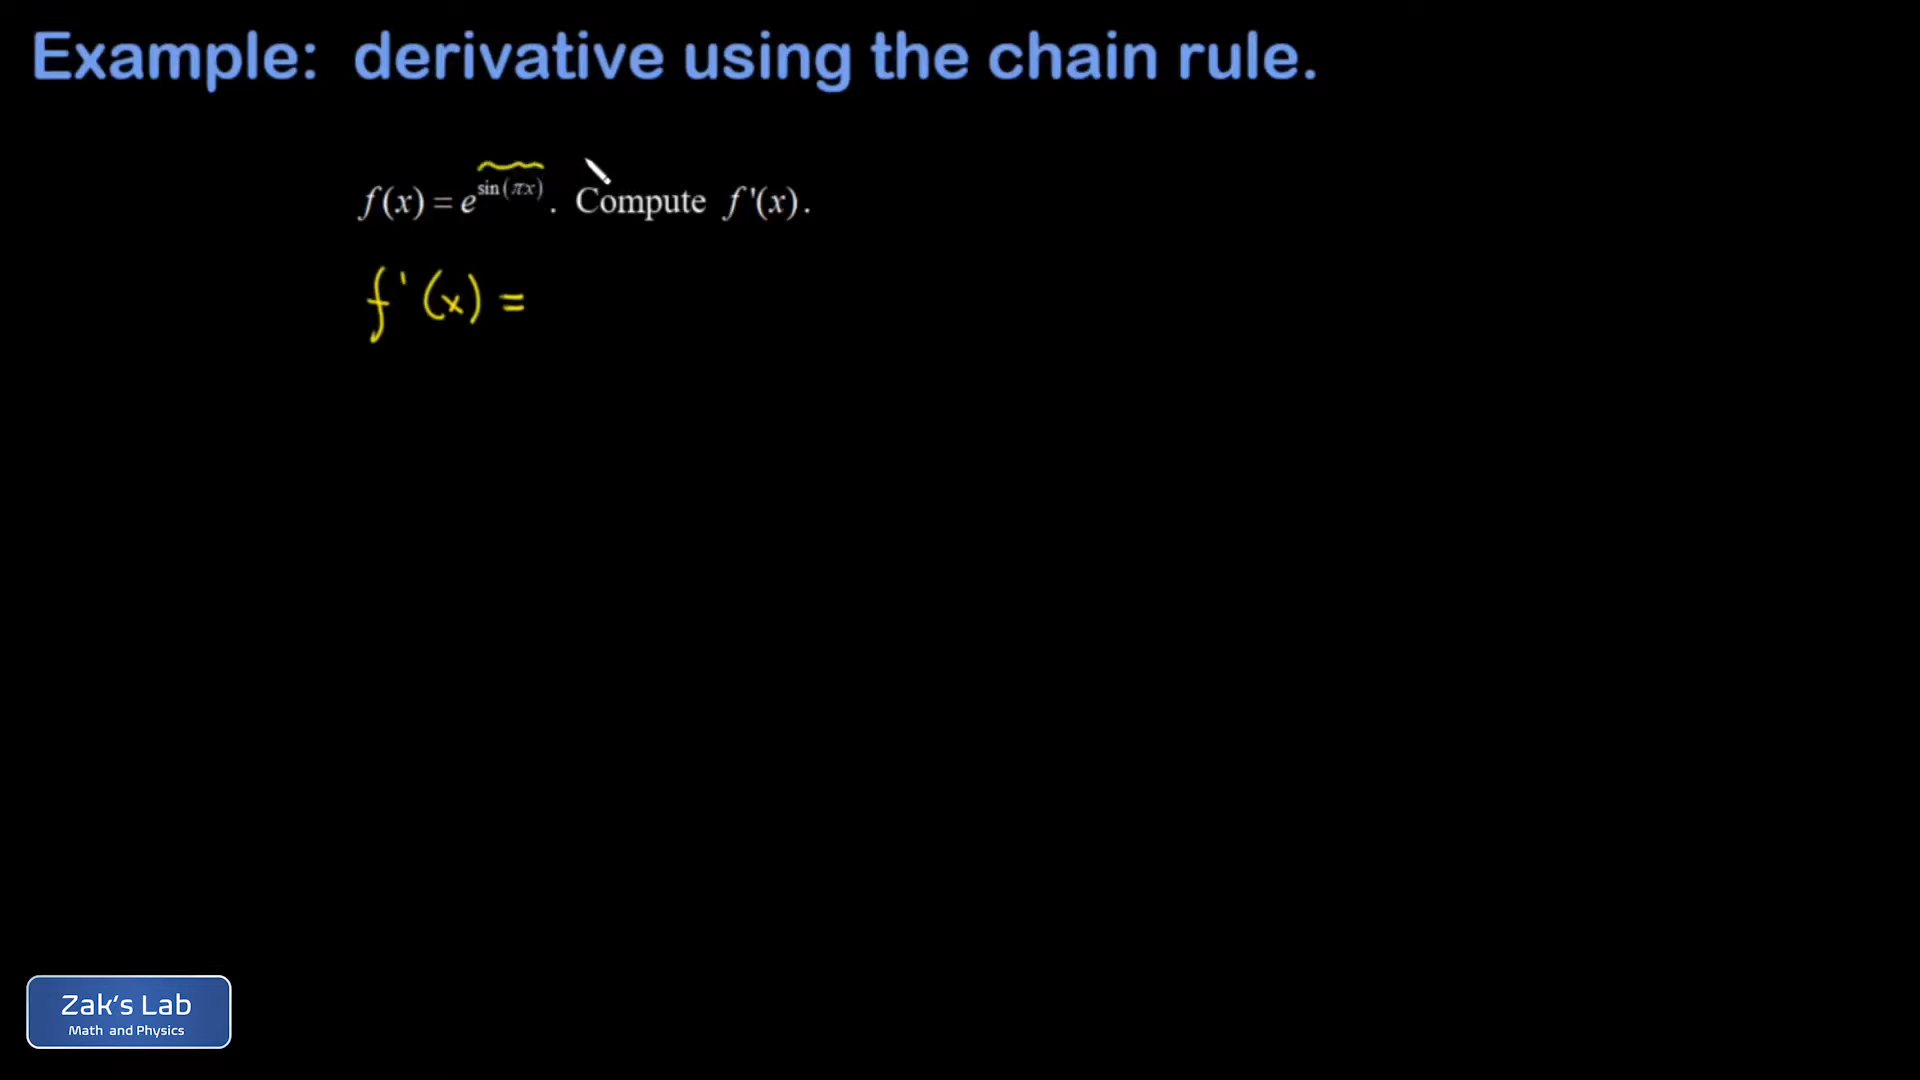 Example: derivative using the chain rule.
f(x) = e^{sin(πx)}. Compute f'(x).
f'(x) =
Zak's Lab
Math and Physics